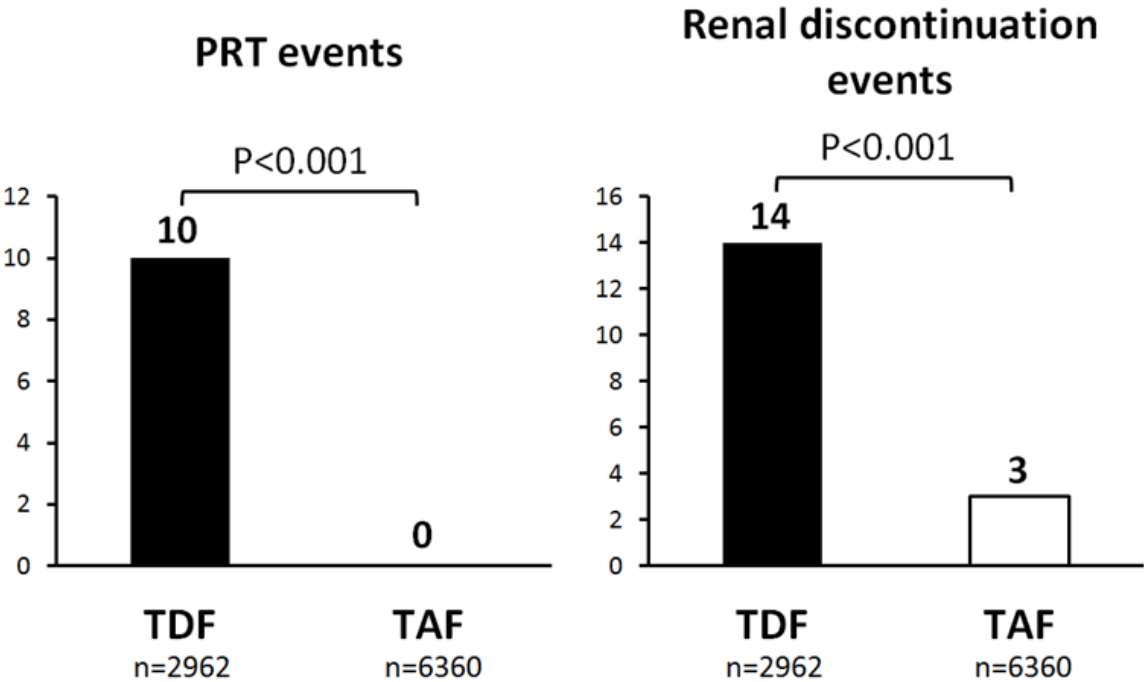 PRT events
P<0.001
12
10
8
6
4
2
0
10
0
TDF
TAF
n=2962
n=6360
Renal discontinuation
events
P<0.001
16
14
12
10
8
6
4
2
0
14
3
TDF
TAF
n=2962
n=6360